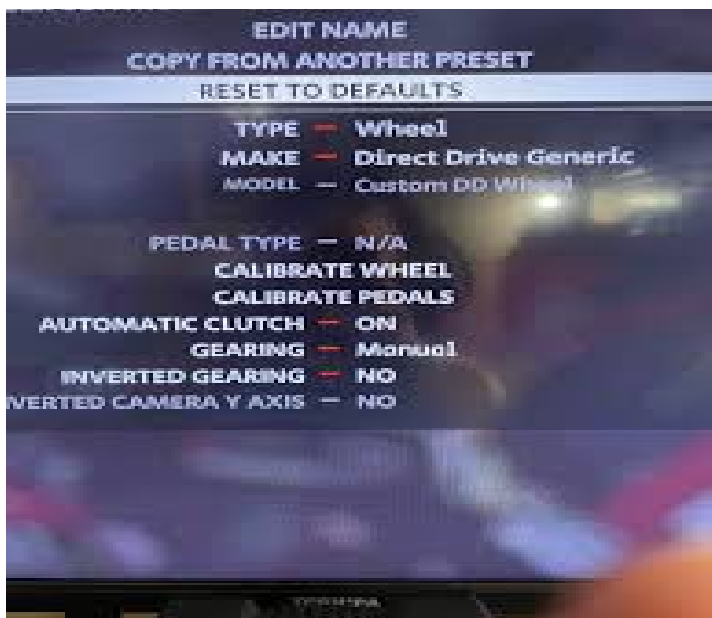 EDIT NAME
COPY FROM ANOTHER PRESET
RESET TO DEFAULTS
TYPE — Wheel
MAKE — Direct Drive Generic
MODEL — Custom DD Wheel
PEDAL TYPE — N/A
CALIBRATE WHEEL
CALIBRATE PEDALS
AUTOMATIC CLUTCH — ON
GEARING — Manual
INVERTED GEARING — NO
VERTED CAMERA Y AXIS — NO